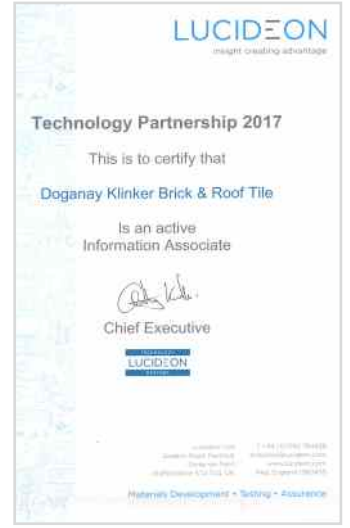 LUCIDEON
insight creating advantage
Technology Partnership 2017
This is to certify that
Doganay Klinker Brick & Roof Tile
Is an active
Information Associate
Chief Executive
LUCIDEON
Materials Development • Testing • Assurance